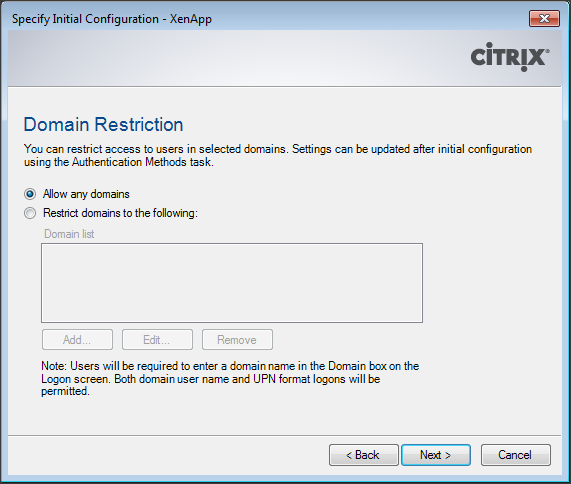 Specify Initial Configuration - XenApp
CITRIX®
Domain Restriction
You can restrict access to users in selected domains. Settings can be updated after initial configuration
using the Authentication Methods task.
Allow any domains
Restrict domains to the following:
Domain list
Add... Edit... Remove
Note: Users will be required to enter a domain name in the Domain box on the
Logon screen. Both domain user name and UPN format logons will be
permitted.
< Back Next > Cancel